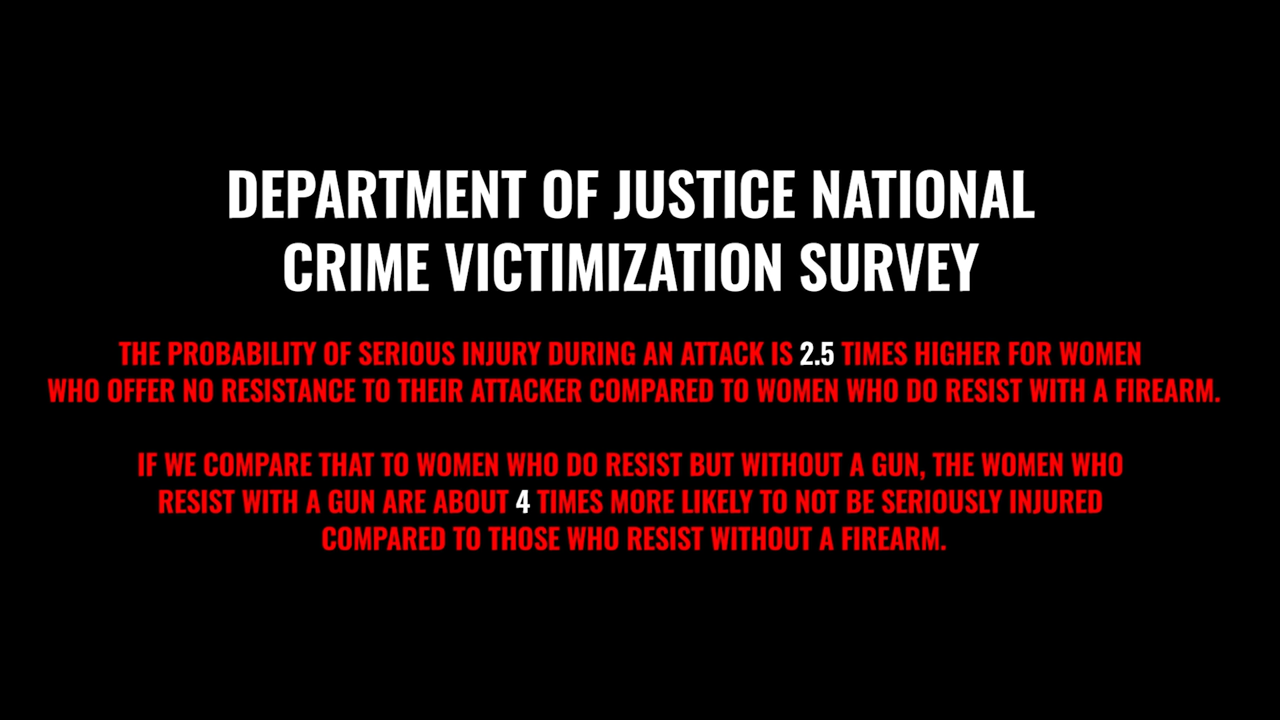 DEPARTMENT OF JUSTICE NATIONAL
CRIME VICTIMIZATION SURVEY
THE PROBABILITY OF SERIOUS INJURY DURING AN ATTACK IS 2.5 TIMES HIGHER FOR WOMEN
WHO OFFER NO RESISTANCE TO THEIR ATTACKER COMPARED TO WOMEN WHO DO RESIST WITH A FIREARM.
IF WE COMPARE THAT TO WOMEN WHO DO RESIST BUT WITHOUT A GUN, THE WOMEN WHO
RESIST WITH A GUN ARE ABOUT 4 TIMES MORE LIKELY TO NOT BE SERIOUSLY INJURED
COMPARED TO THOSE WHO RESIST WITHOUT A FIREARM.